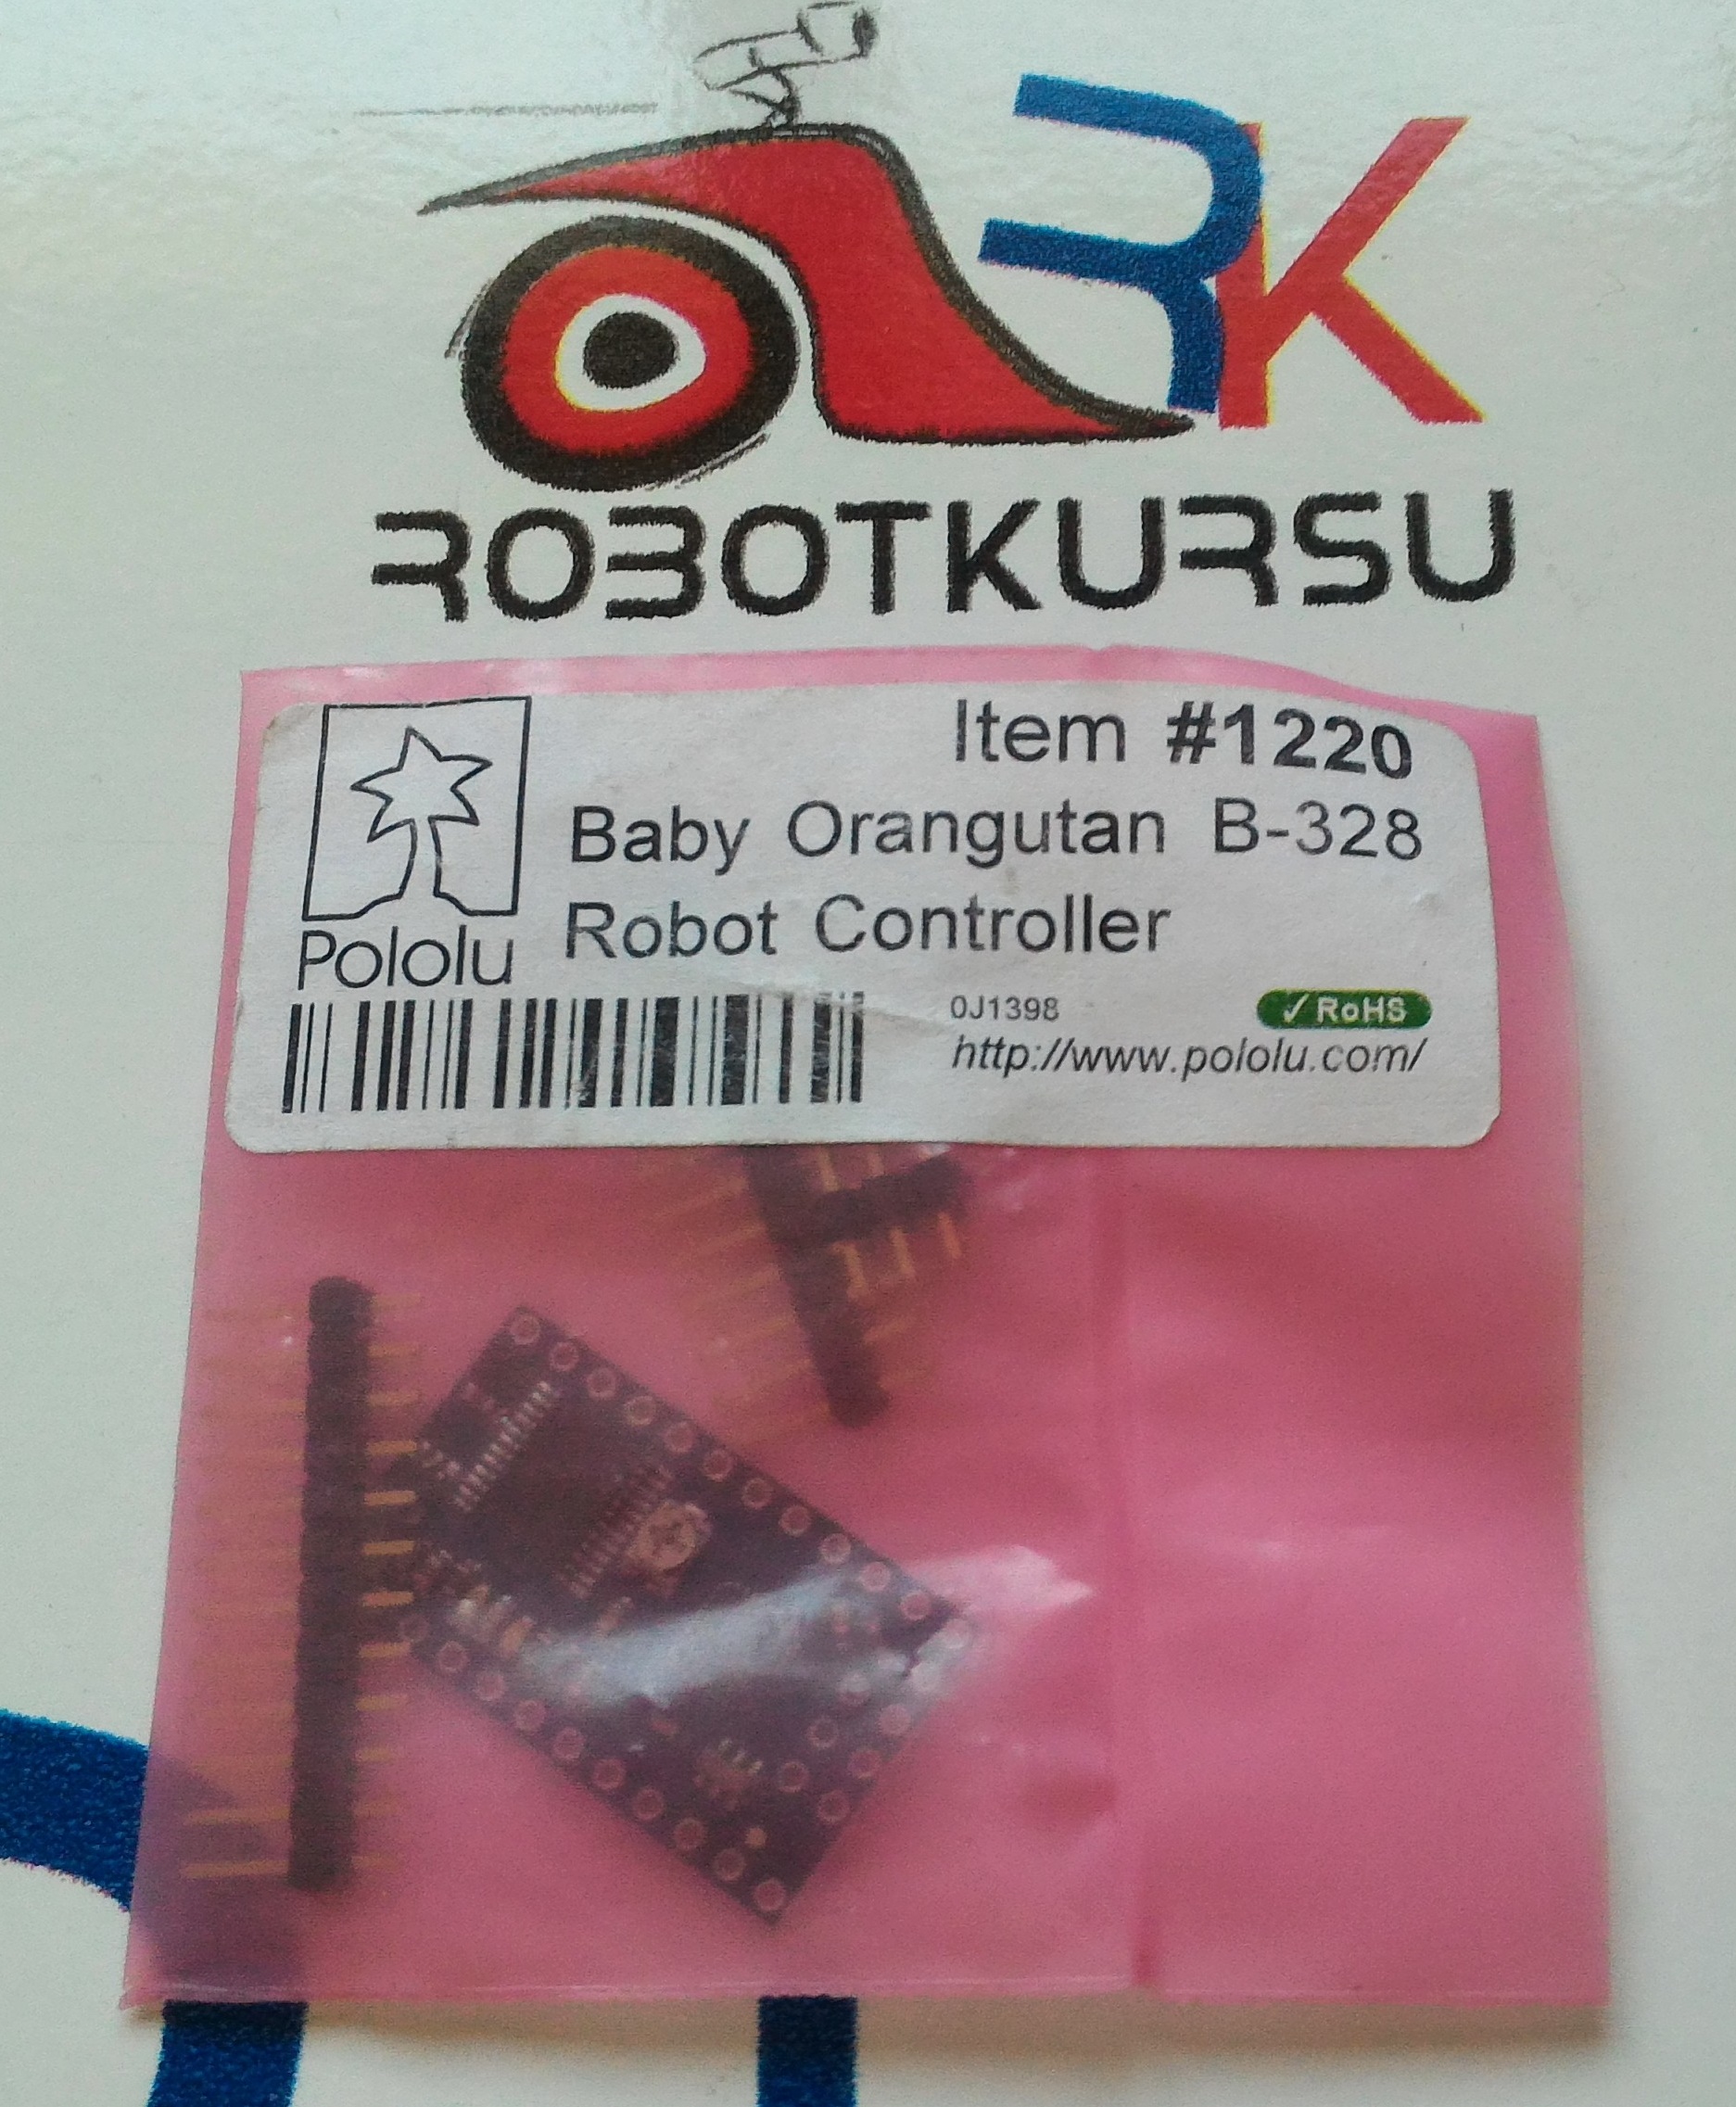 RK
ROBOTKURSU
Item #1220
Baby Orangutan B-328
Robot Controller
Pololu
0J1398
✓RoHS
http://www.pololu.com/